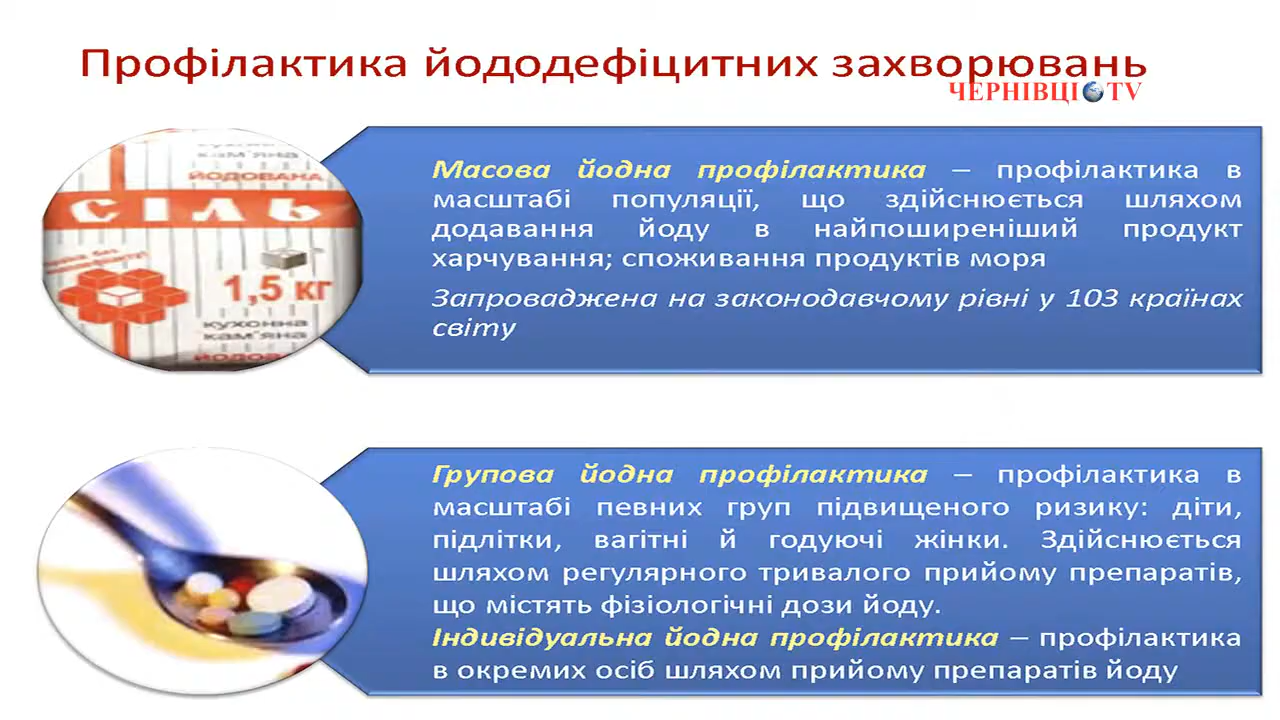 Профілактика йододефіцитних захворювань
ЧЕРНІВЦІ TV
кам'яна
ЙОДОВАНА
СІЛЬ
1,5 кг
кухонна
кам'яна
Масова йодна профілактика – профілактика в
масштабі популяції, що здійснюється шляхом
додавання йоду в найпоширеніший продукт
харчування; споживання продуктів моря
Запроваджена на законодавчому рівні у 103 країнах
світу
Групова йодна профілактика – профілактика в
масштабі певних груп підвищеного ризику: діти,
підлітки, вагітні й годуючі жінки. Здійснюється
шляхом регулярного тривалого прийому препаратів,
що містять фізіологічні дози йоду.
Індивідуальна йодна профілактика – профілактика
в окремих осіб шляхом прийому препаратів йоду